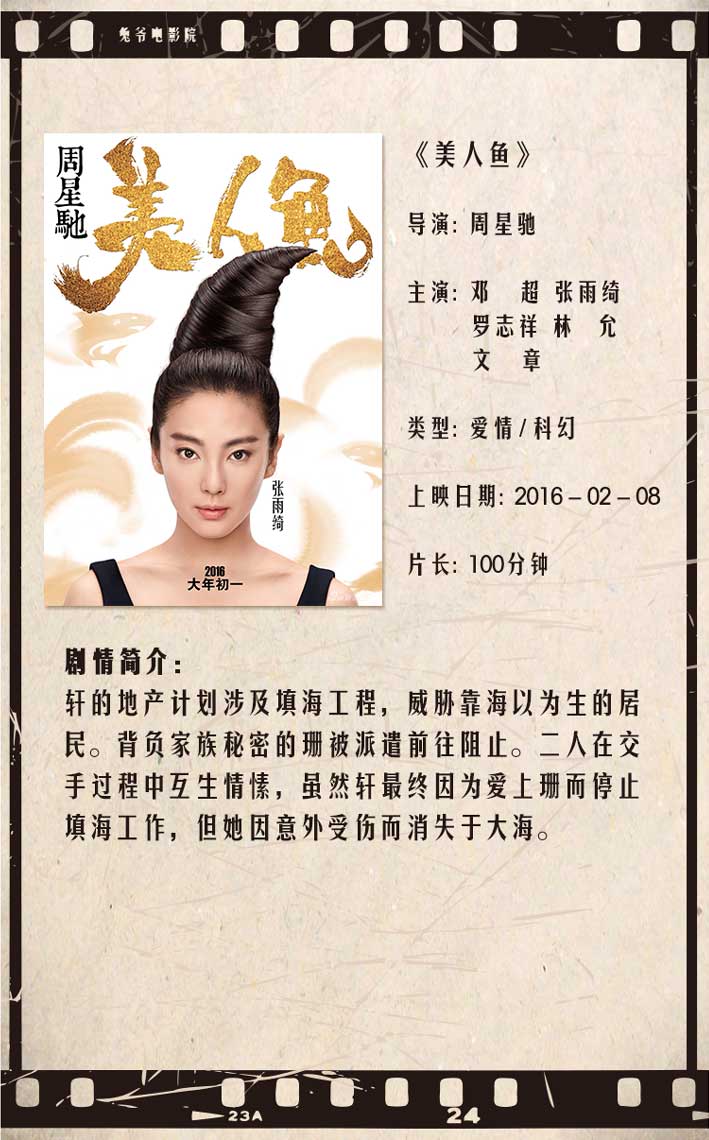 兔爷电影院
周星馳
美人鱼
张雨绮
2016
大年初一
《美人鱼》
导演: 周星驰
主演: 邓 超 张雨绮
罗志祥 林 允
文 章
类型: 爱情/科幻
上映日期: 2016-02-08
片长: 100分钟
剧情简介:
轩的地产计划涉及填海工程，威胁靠海以为生的居
民。背负家族秘密的珊被派遣前往阻止。二人在交
手过程中互生情愫，虽然轩最终因为爱上珊而停止
填海工作，但她因意外受伤而消失于大海。
23A
24